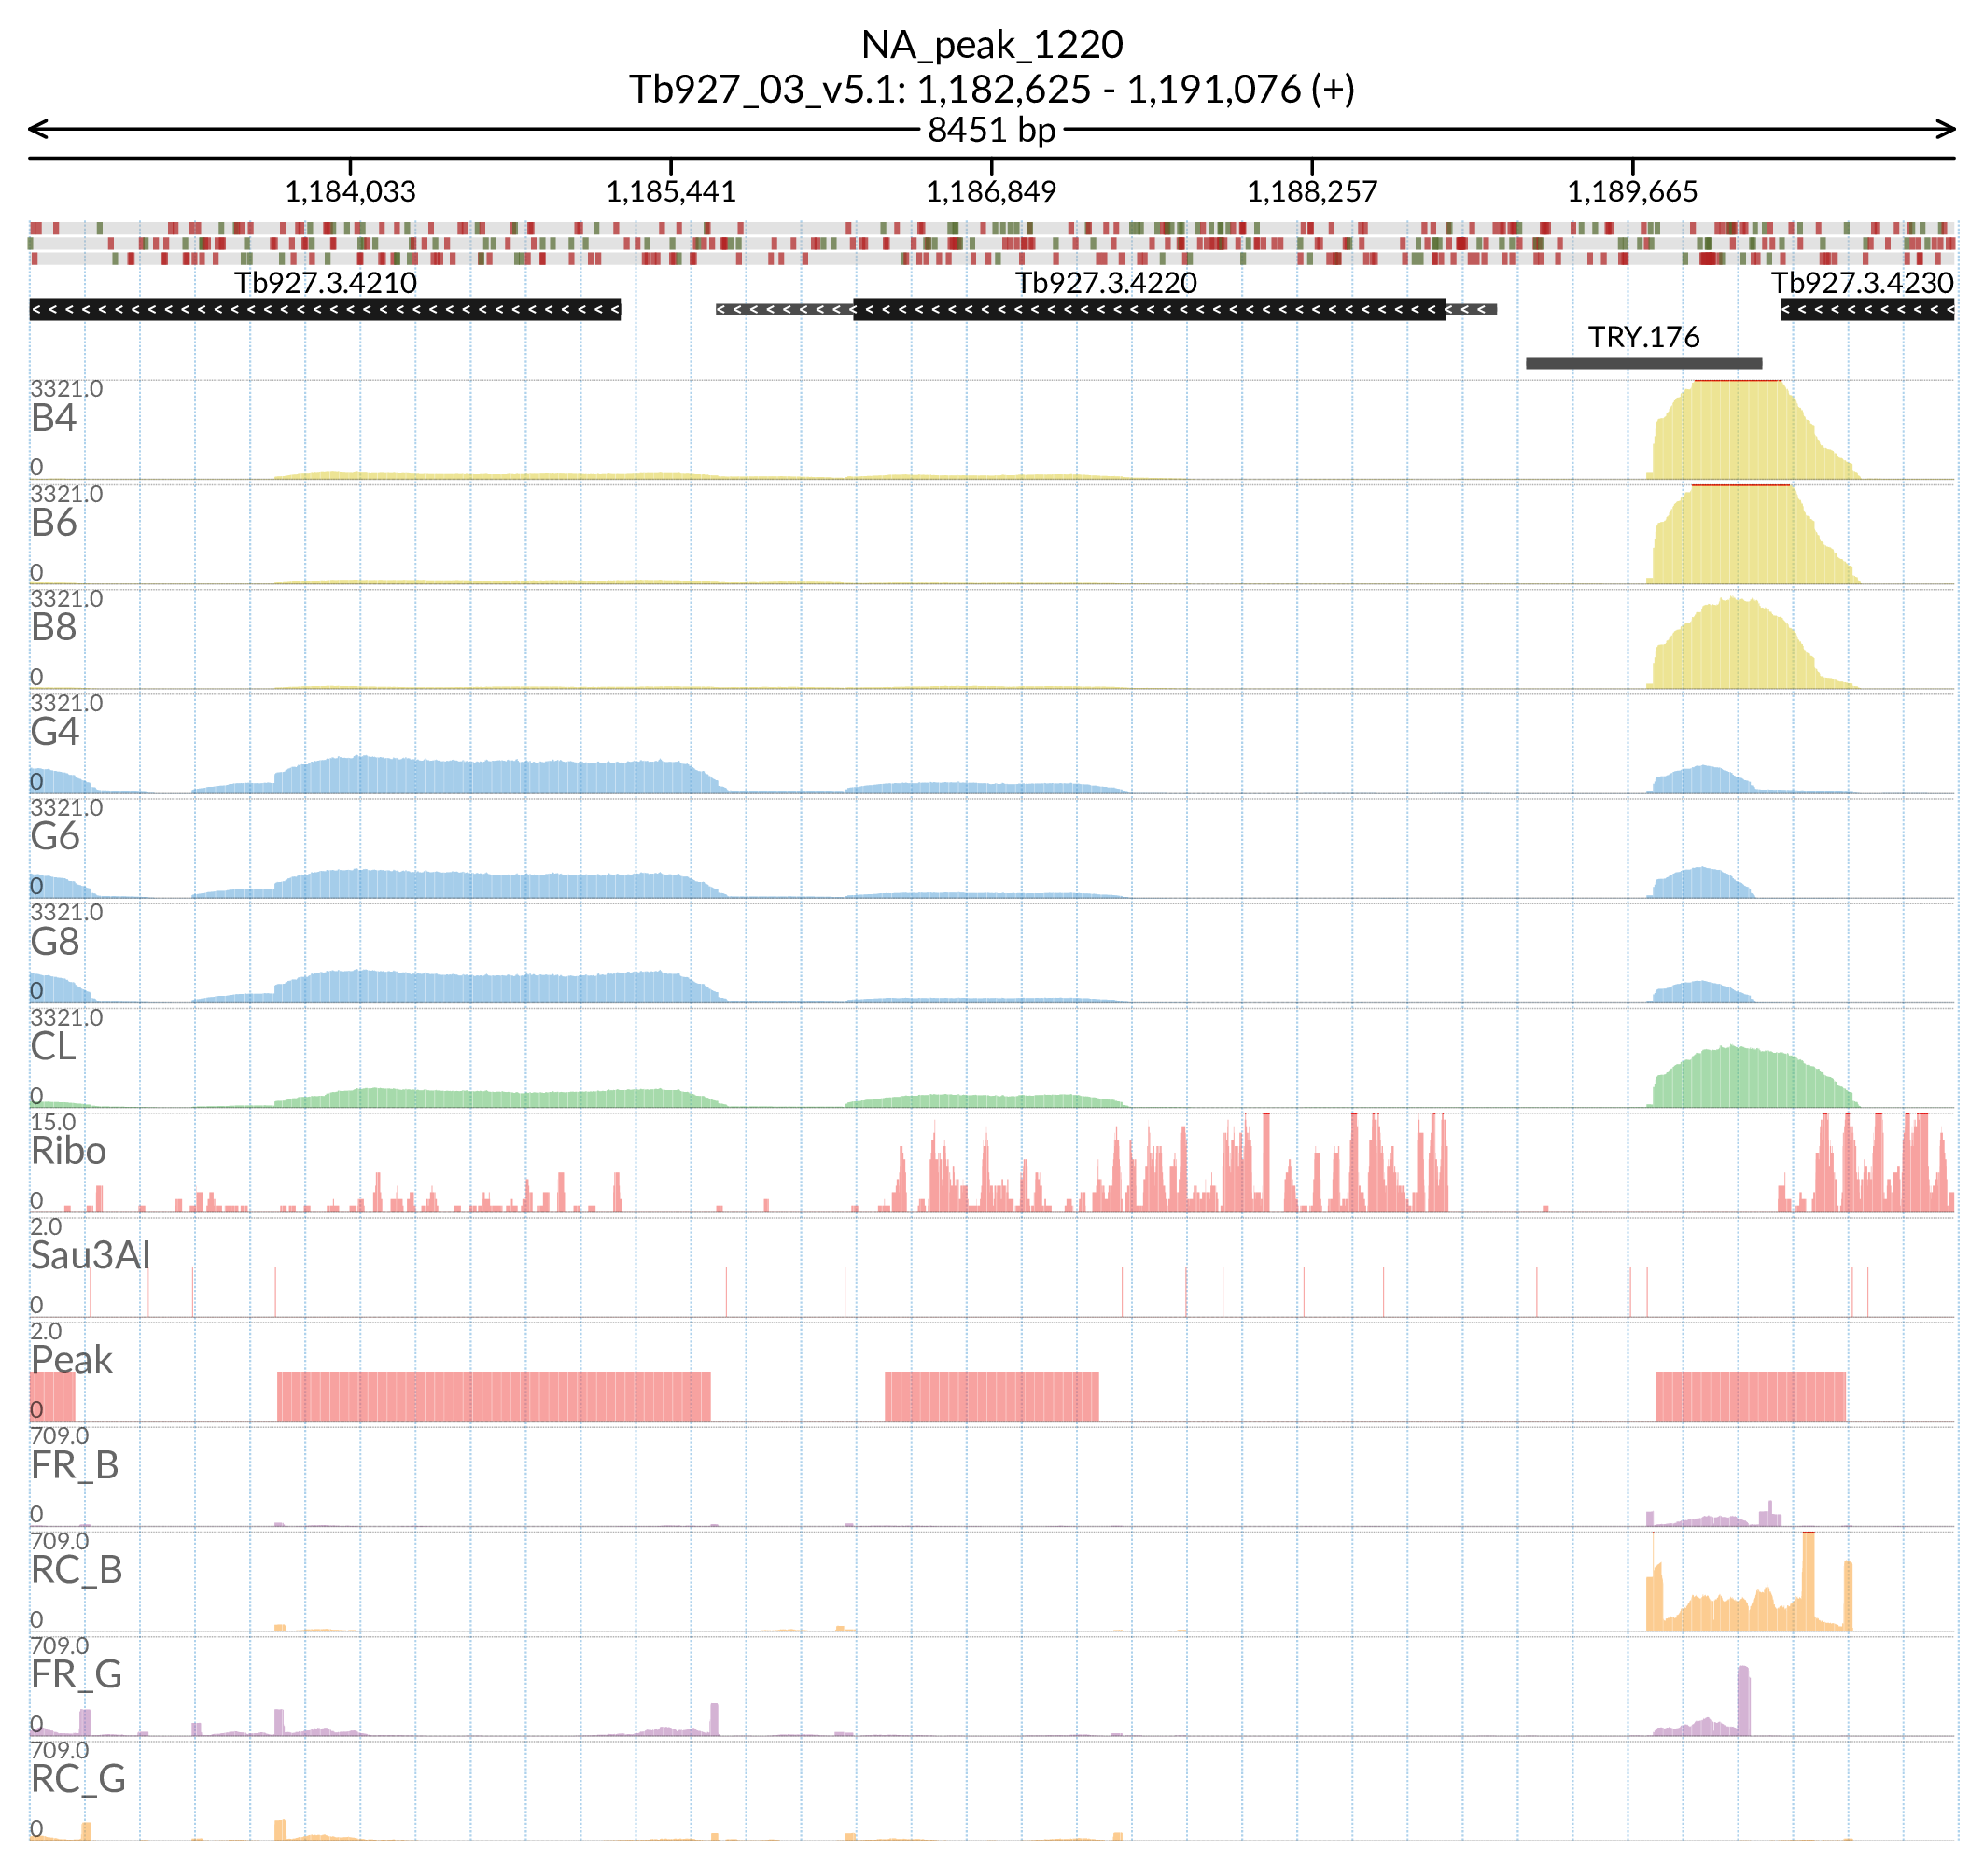 NA_peak_1220
Tb927_03_v5.1: 1,182,625 - 1,191,076 (+)
8451 bp
1,184,033 1,185,441 1,186,849 1,188,257 1,189,665
Tb927.3.4210 Tb927.3.4220 Tb927.3.4230
TRY.176
3321.0
B4
0
3321.0
B6
0
3321.0
B8
0
3321.0
G4
0
3321.0
G6
0
3321.0
G8
0
3321.0
CL
0
15.0
Ribo
0
2.0
Sau3AI
0
2.0
Peak
0
709.0
FR_B
0
709.0
RC_B
0
709.0
FR_G
0
709.0
RC_G
0